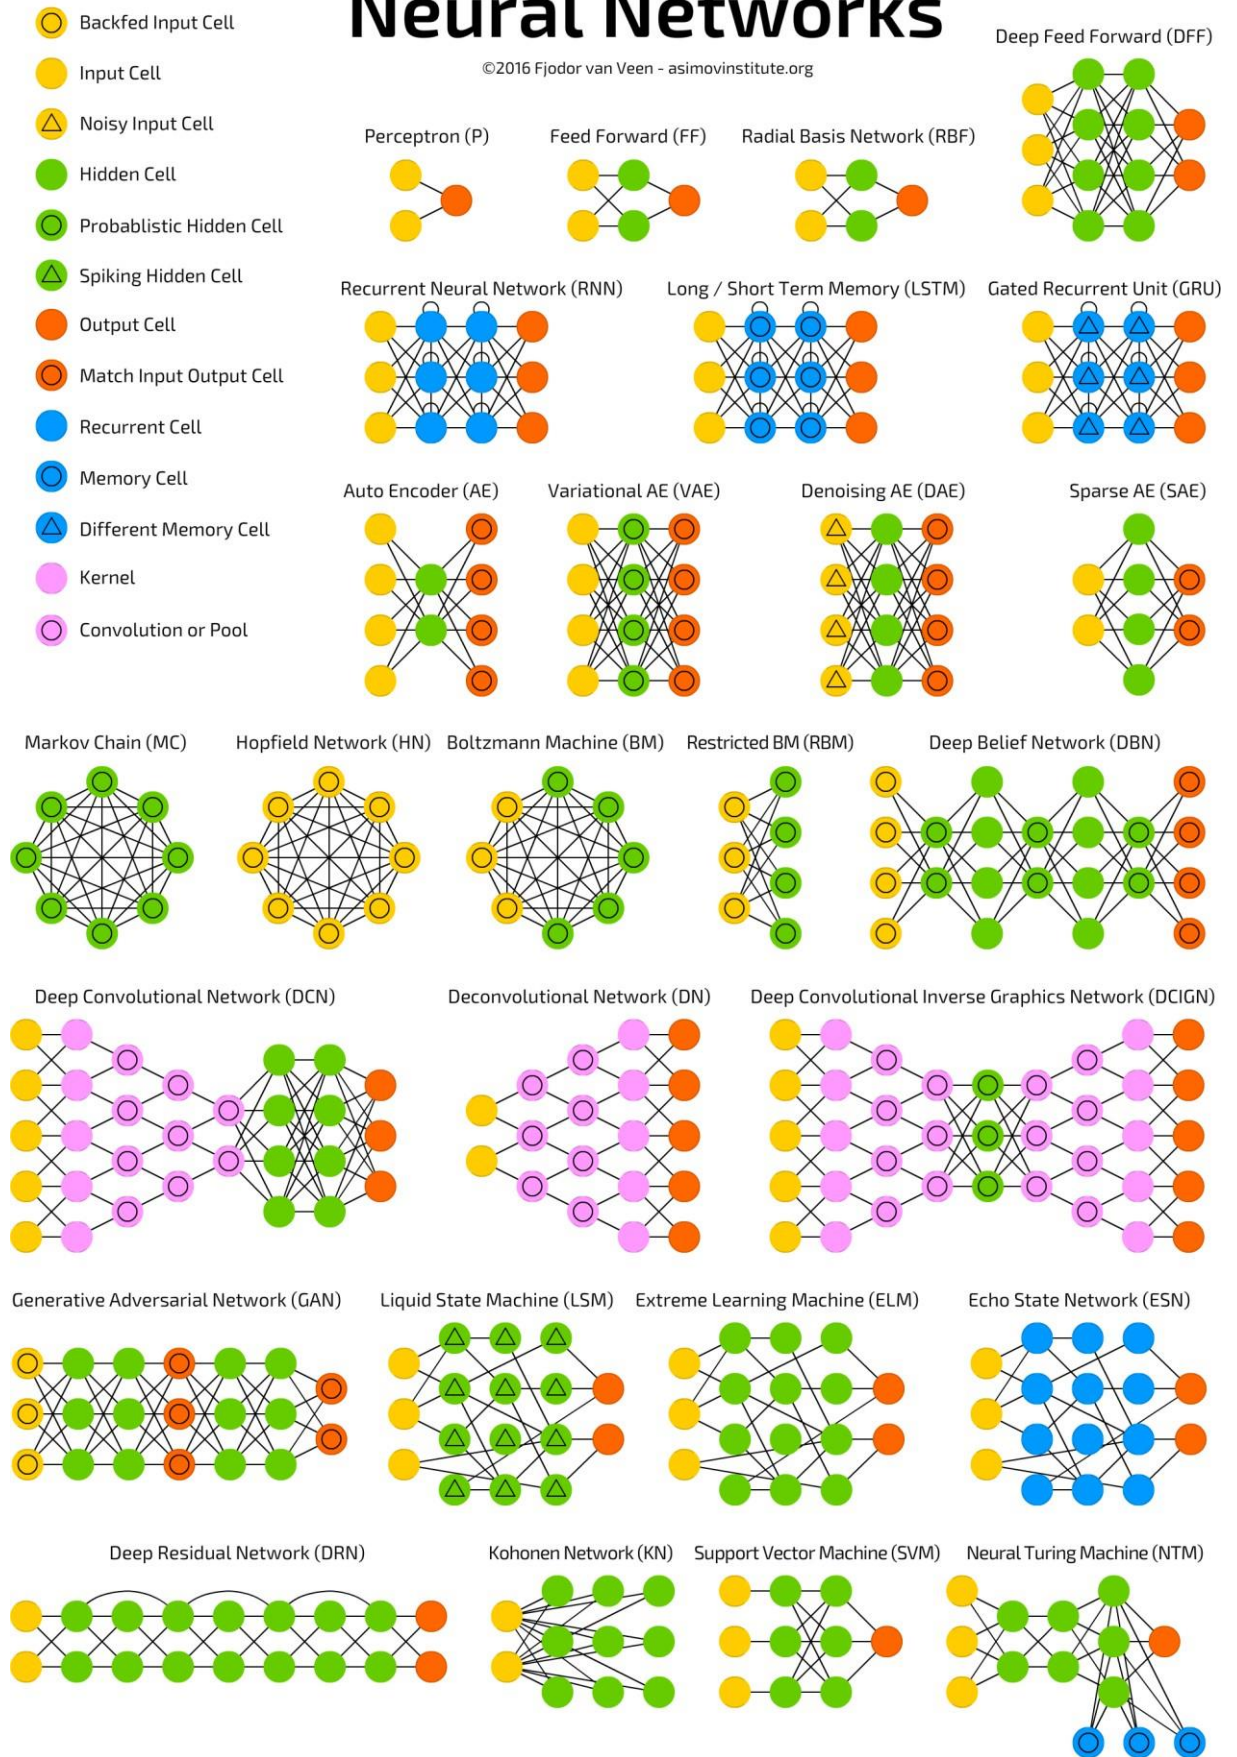 Neural Networks
©2016 Fjodor van Veen - asimovinstitute.org
Backfed Input Cell
Input Cell
Noisy Input Cell
Hidden Cell
Probablistic Hidden Cell
Spiking Hidden Cell
Output Cell
Match Input Output Cell
Recurrent Cell
Memory Cell
Different Memory Cell
Kernel
Convolution or Pool
Deep Feed Forward (DFF)
Perceptron (P)
Feed Forward (FF)
Radial Basis Network (RBF)
Recurrent Neural Network (RNN)
Long / Short Term Memory (LSTM)
Gated Recurrent Unit (GRU)
Auto Encoder (AE)
Variational AE (VAE)
Denoising AE (DAE)
Sparse AE (SAE)
Markov Chain (MC)
Hopfield Network (HN)
Boltzmann Machine (BM)
Restricted BM (RBM)
Deep Belief Network (DBN)
Deep Convolutional Network (DCN)
Deconvolutional Network (DN)
Deep Convolutional Inverse Graphics Network (DCIGN)
Generative Adversarial Network (GAN)
Liquid State Machine (LSM)
Extreme Learning Machine (ELM)
Echo State Network (ESN)
Deep Residual Network (DRN)
Kohonen Network (KN)
Support Vector Machine (SVM)
Neural Turing Machine (NTM)